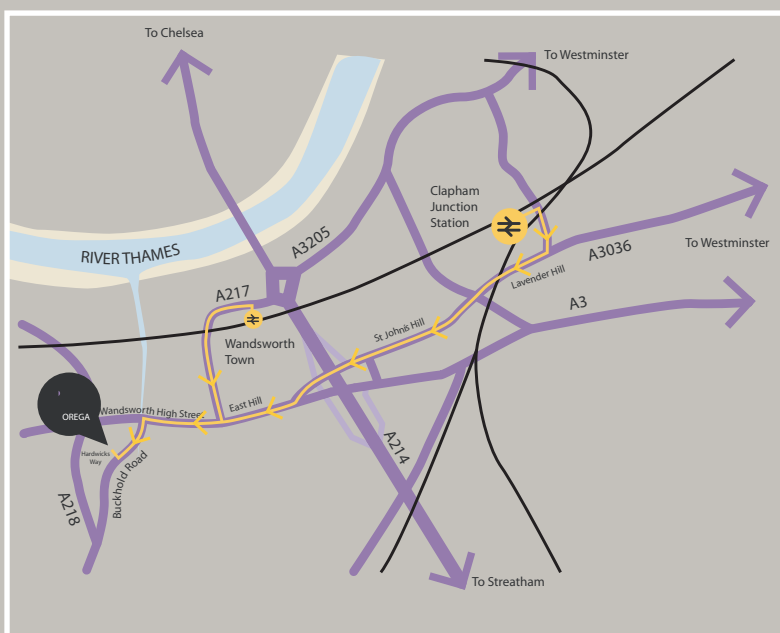 To Chelsea
To Westminster
Clapham
Junction
Station
A3205
RIVER THAMES
A3036
To Westminster
Lavender Hill
A217
A3
St John's Hill
Wandsworth
Town
East Hill
Wandsworth High Street
OREGA
Hardwicks
Way
Buckhold Road
A214
A218
To Streatham